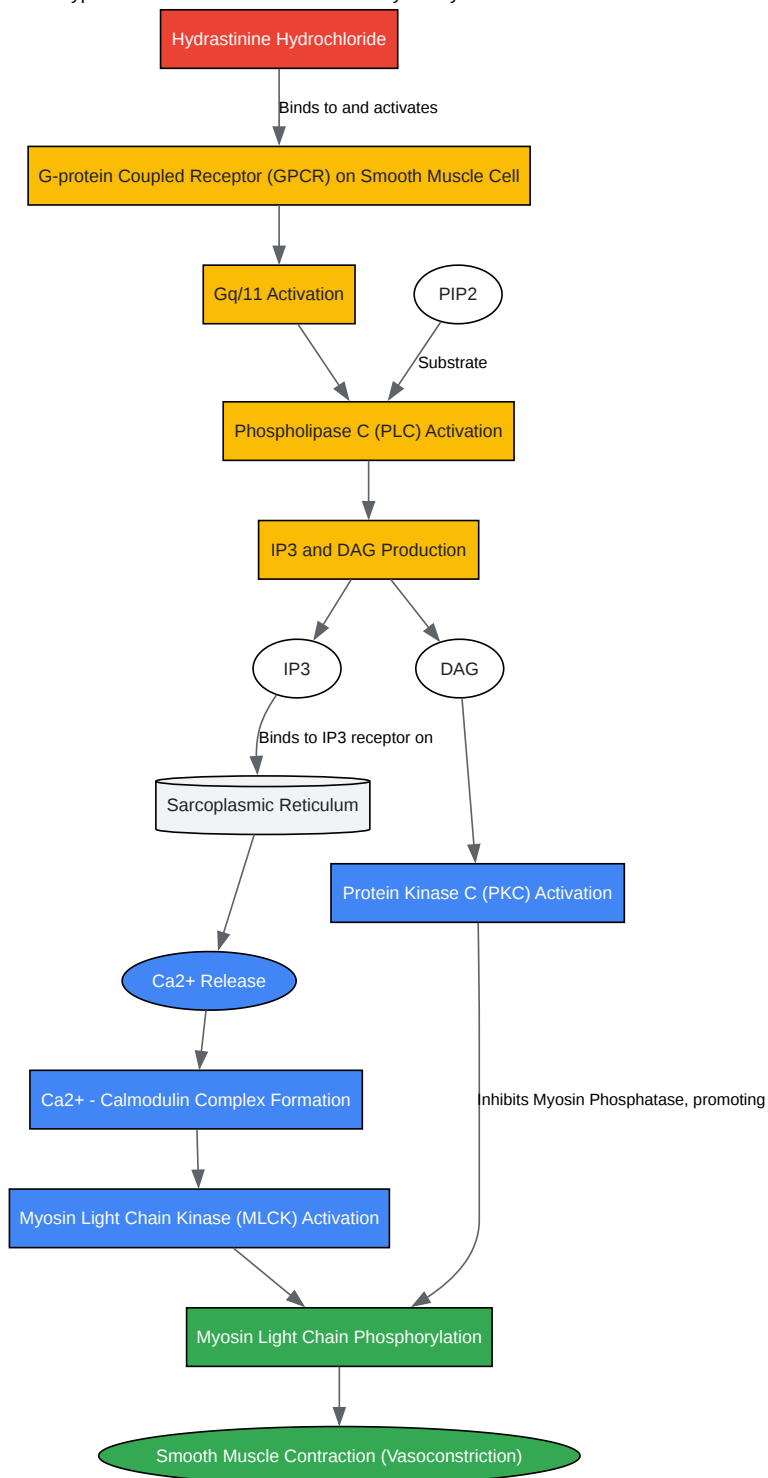 Hydrastinine Hydrochloride
Binds to and activates
G-protein Coupled Receptor (GPCR) on Smooth Muscle Cell
Gq/11 Activation
PIP2
Substrate
Phospholipase C (PLC) Activation
IP3 and DAG Production
IP3
DAG
Binds to IP3 receptor on
Sarcoplasmic Reticulum
Protein Kinase C (PKC) Activation
Ca2+ Release
Ca2+ - Calmodulin Complex Formation
Inhibits Myosin Phosphatase, promoting
Myosin Light Chain Kinase (MLCK) Activation
Myosin Light Chain Phosphorylation
Smooth Muscle Contraction (Vasoconstriction)